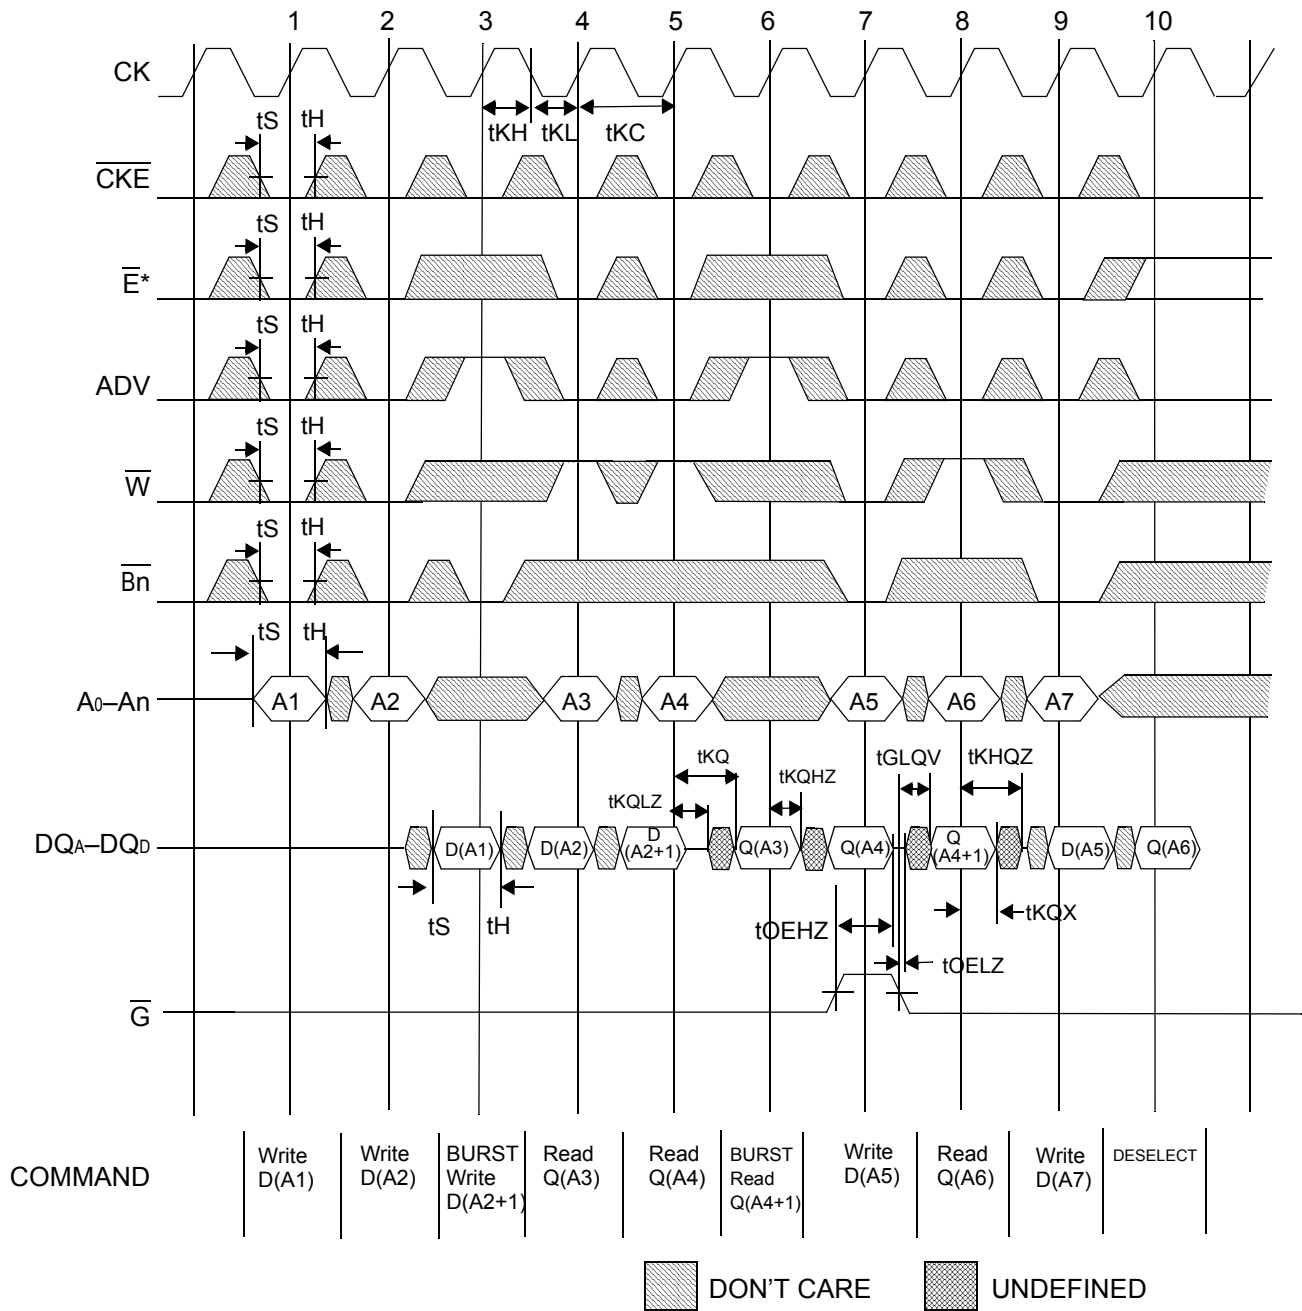 1 2 3 4 5 6 7 8 9 10
CK
tKH tKL tKC
tS tH
CKE
tS tH
E*
tS tH
ADV
tS tH
W
tS tH
Bn
tS tH
A0–An A1 A2 A3 A4 A5 A6 A7
tKQ tGLQV tKHQZ
tKQHZ
tKQLZ
DQA–DQD D(A1) D(A2) D (A2+1) Q(A3) Q(A4) Q (A4+1) D(A5) Q(A6)
tS tH tOEHZ tKQX
tOELZ
G
COMMAND
Write D(A1)
Write D(A2)
BURST Write D(A2+1)
Read Q(A3)
Read Q(A4)
BURST Read Q(A4+1)
Write D(A5)
Read Q(A6)
Write D(A7)
DESELECT
DON'T CARE UNDEFINED